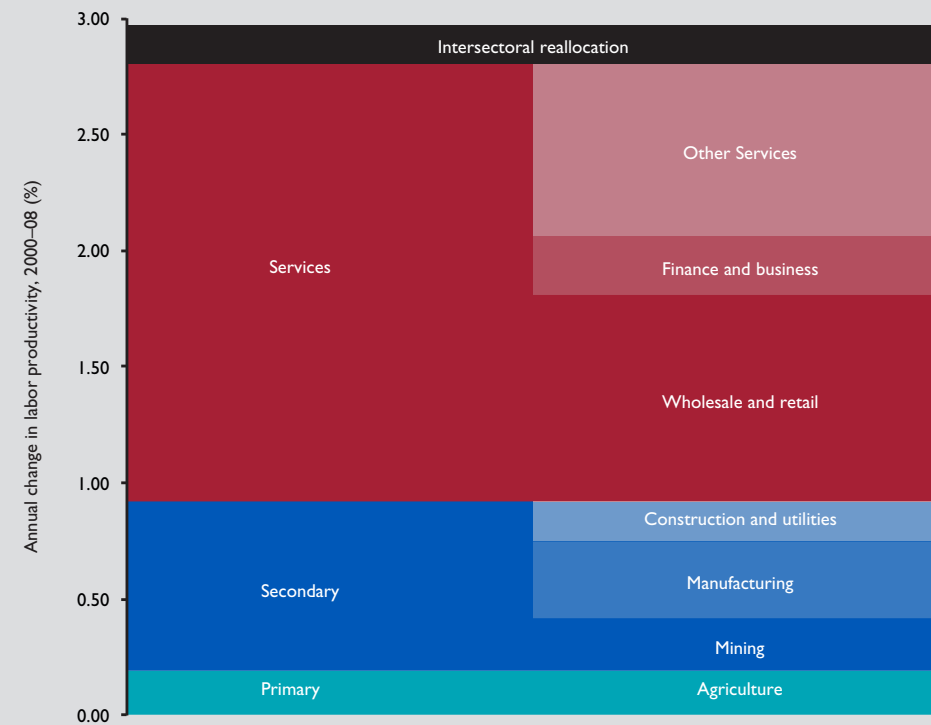 3.00
Intersectoral reallocation
2.50
Other Services
2.00
Services
Finance and business
Annual change in labor productivity, 2000–08 (%)
1.50
Wholesale and retail
1.00
Construction and utilities
Manufacturing
0.50
Secondary
Mining
Primary
Agriculture
0.00